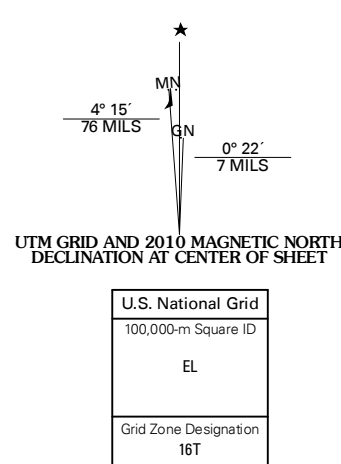 ★
MN
4° 15´
76 MILS
GN
0° 22´
7 MILS
UTM GRID AND 2010 MAGNETIC NORTH
DECLINATION AT CENTER OF SHEET
U.S. National Grid
100,000-m Square ID
EL
Grid Zone Designation
16T